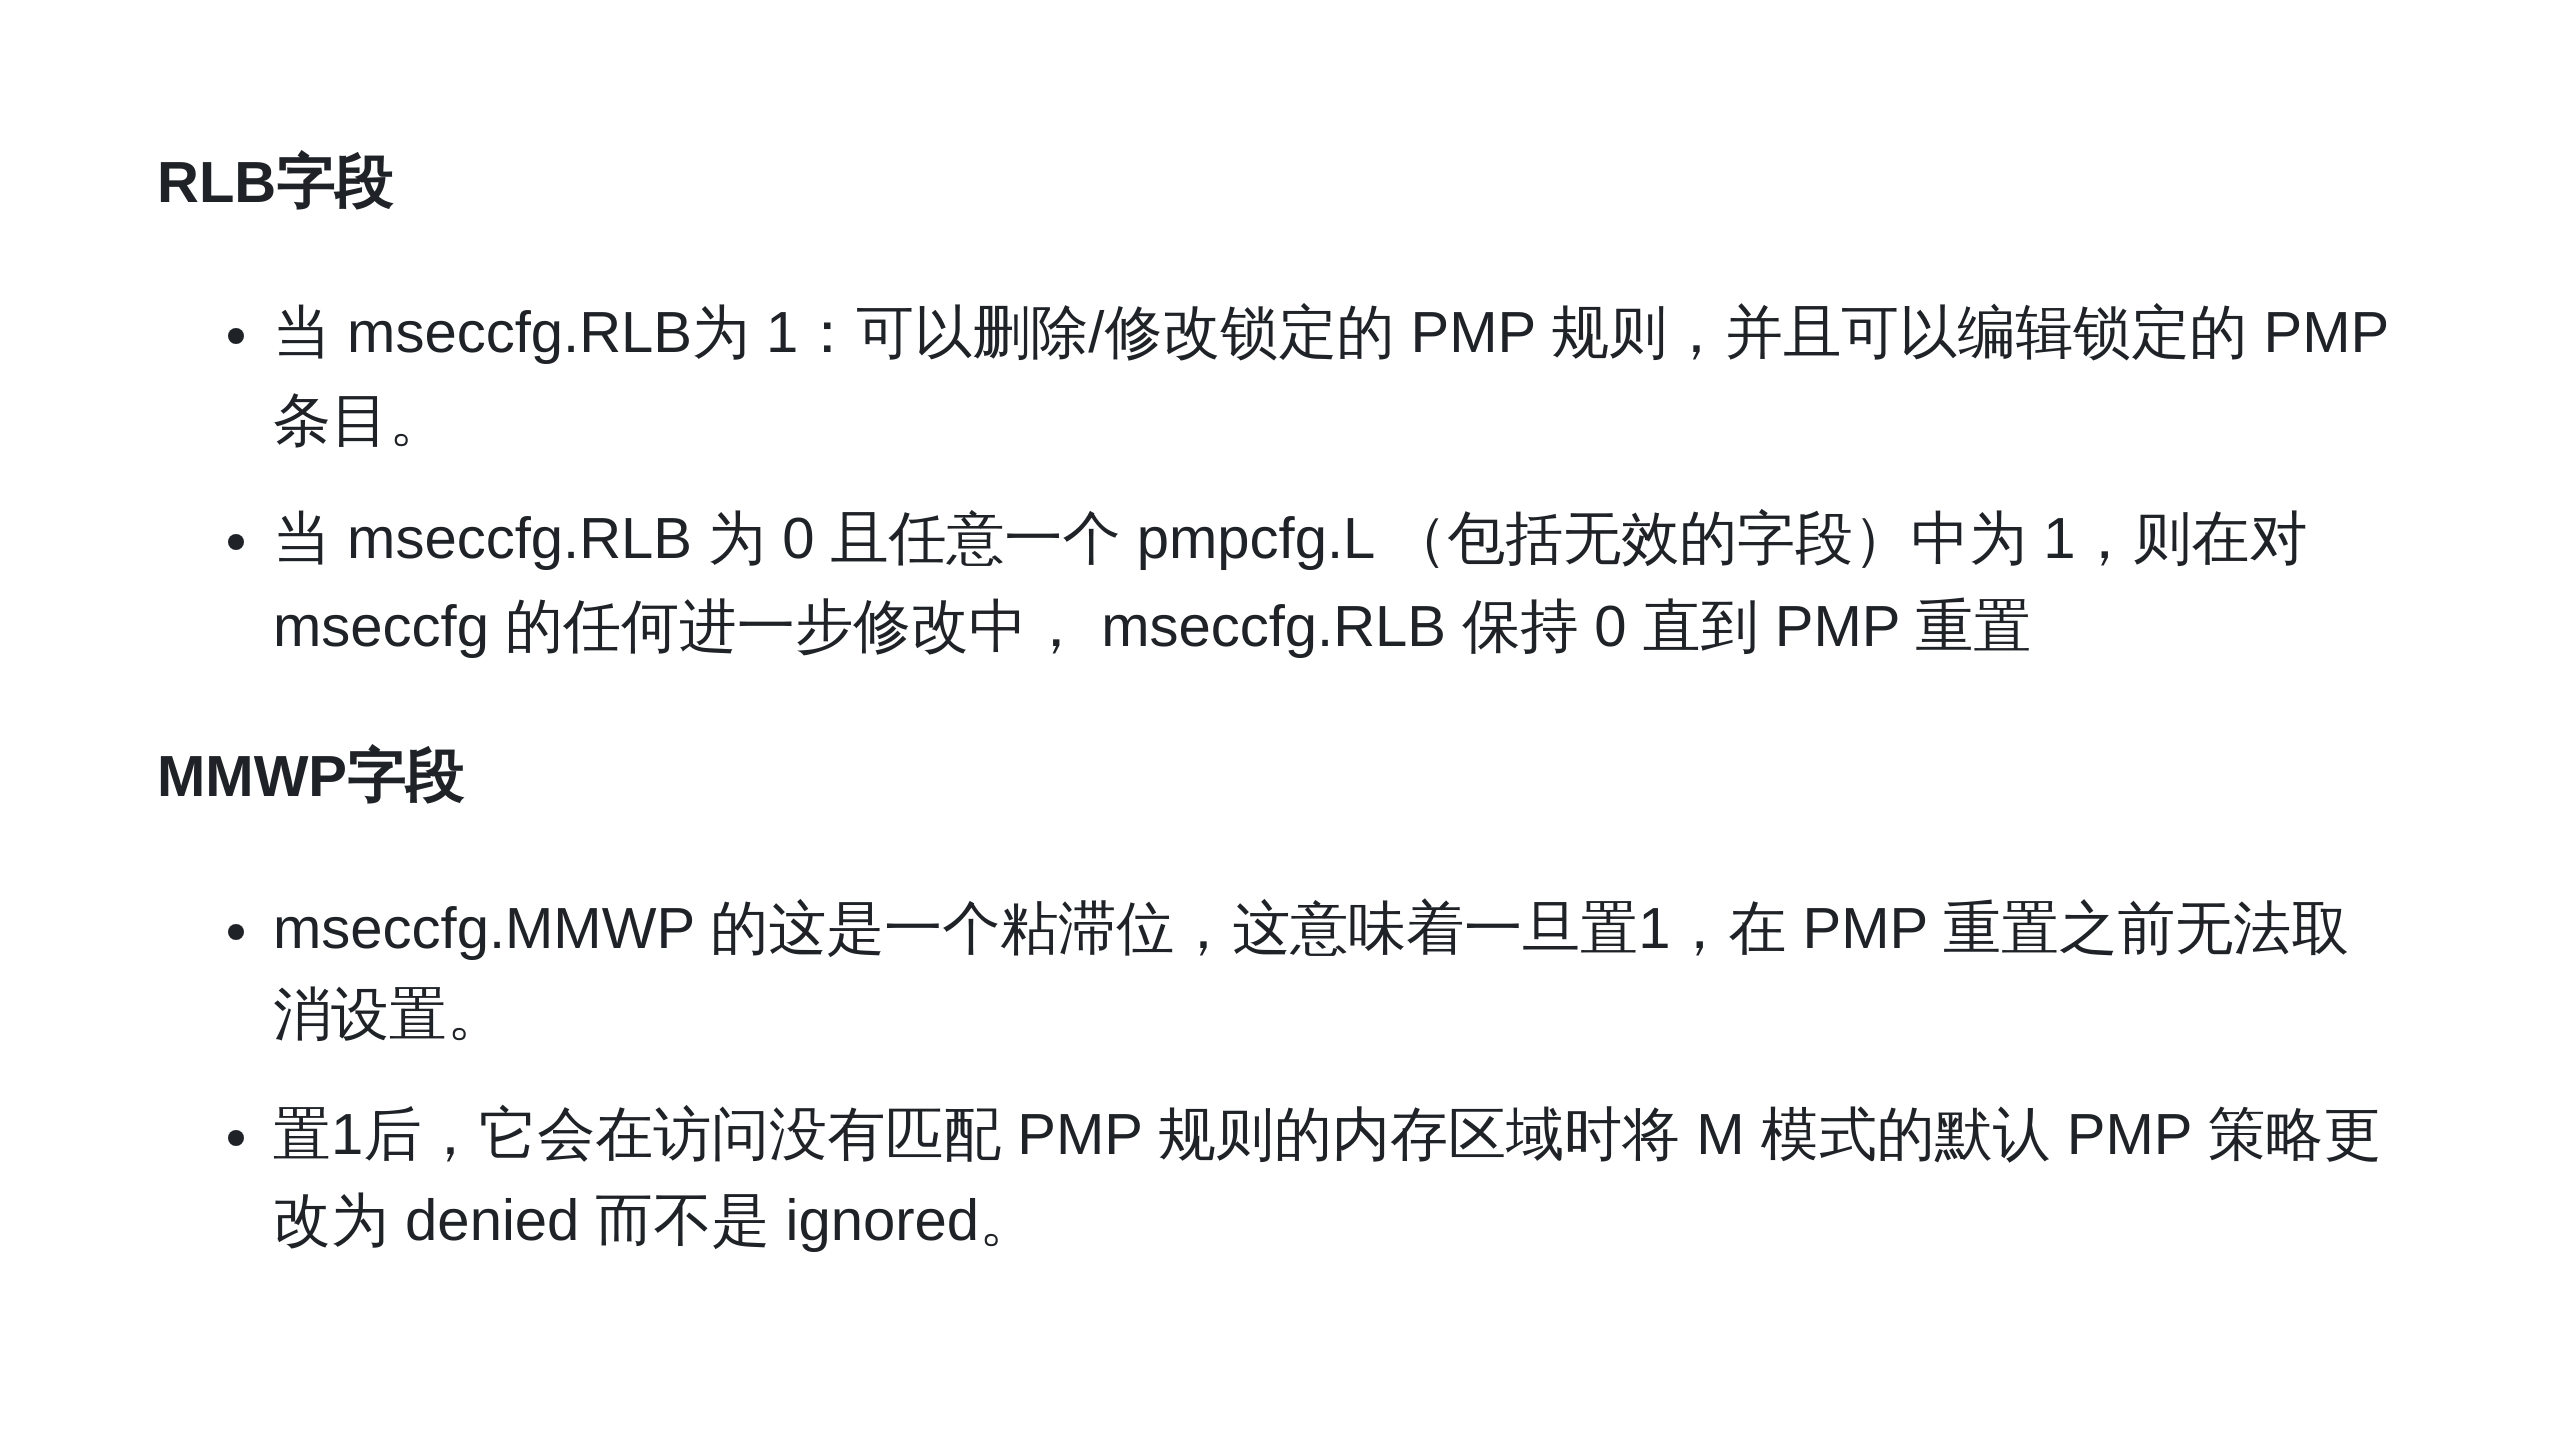 RLB字段
当 mseccfg.RLB为 1：可以删除/修改锁定的 PMP 规则，并且可以编辑锁定的 PMP
条目。
当 mseccfg.RLB 为 0 且任意一个 pmpcfg.L （包括无效的字段）中为 1，则在对
mseccfg 的任何进一步修改中， mseccfg.RLB 保持 0 直到 PMP 重置
MMWP字段
mseccfg.MMWP 的这是一个粘滞位，这意味着一旦置1，在 PMP 重置之前无法取
消设置。
置1后，它会在访问没有匹配 PMP 规则的内存区域时将 M 模式的默认 PMP 策略更
改为 denied 而不是 ignored。